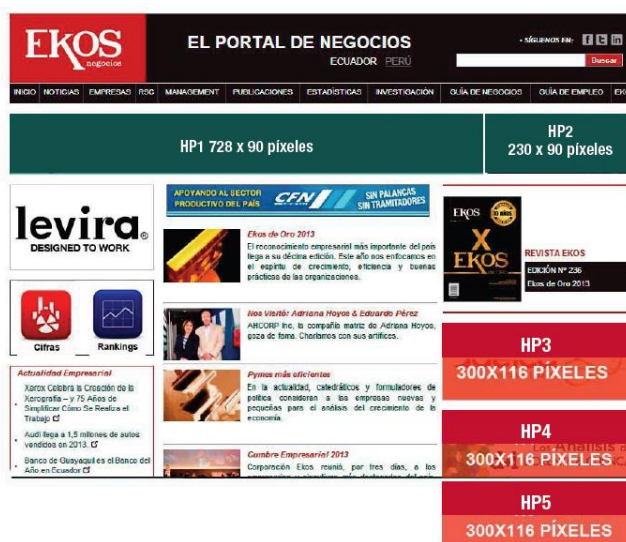 EKOS
negocios
EL PORTAL DE NEGOCIOS
ECUADOR PERÚ
SÍGUENOS EN:
Buscar
INICIO NOTICIAS EMPRESAS RSC MANAGEMENT PUBLICACIONES ESTADÍSTICAS INVESTIGACIÓN GUÍA DE NEGOCIOS GUÍA DE EMPLEO
HP1 728 x 90 píxeles
HP2
230 x 90 píxeles
levira
DESIGNED TO WORK
Cifras Rankings
Actualidad Empresarial
Xerox Celebra la Creación de la
Xerografía – y 75 Años de
Simplificar Cómo Se Realiza el
Trabajo
Audi llega a 1,5 millones de autos
vendidos en 2013.
Banco de Guayaquil es el Banco del
Año en Ecuador
APOYANDO AL SECTOR
PRODUCTIVO DEL PAÍS
CFN
SIN PALANCAS
SIN TRAMITADORES
Ekos de Oro 2013
El reconocimiento empresarial más importante del país
llega a su décima edición. Este año nos enfocamos en
el espíritu de crecimiento, eficiencia y buenas
prácticas de las organizaciones.
Nos Visitó: Adriana Hoyos & Eduardo Pérez
AHCORP Inc, la compañía matriz de Adriana Hoyos,
goza de fama. Charlamos con sus artífices.
Pymes más eficientes
En la actualidad, catedráticos y formuladores de
política consideran a las empresas nuevas y
pequeñas para el análisis del crecimiento de la
economía.
Cumbre Empresarial 2013
Corporación Ekos reunió, por tres días, a los
EKOS
X
EKOS
REVISTA EKOS
EDICIÓN Nº 236
Ekos de Oro 2013
HP3
300X116 PÍXELES
HP4
300X116 PÍXELES
HP5
300X116 PÍXELES